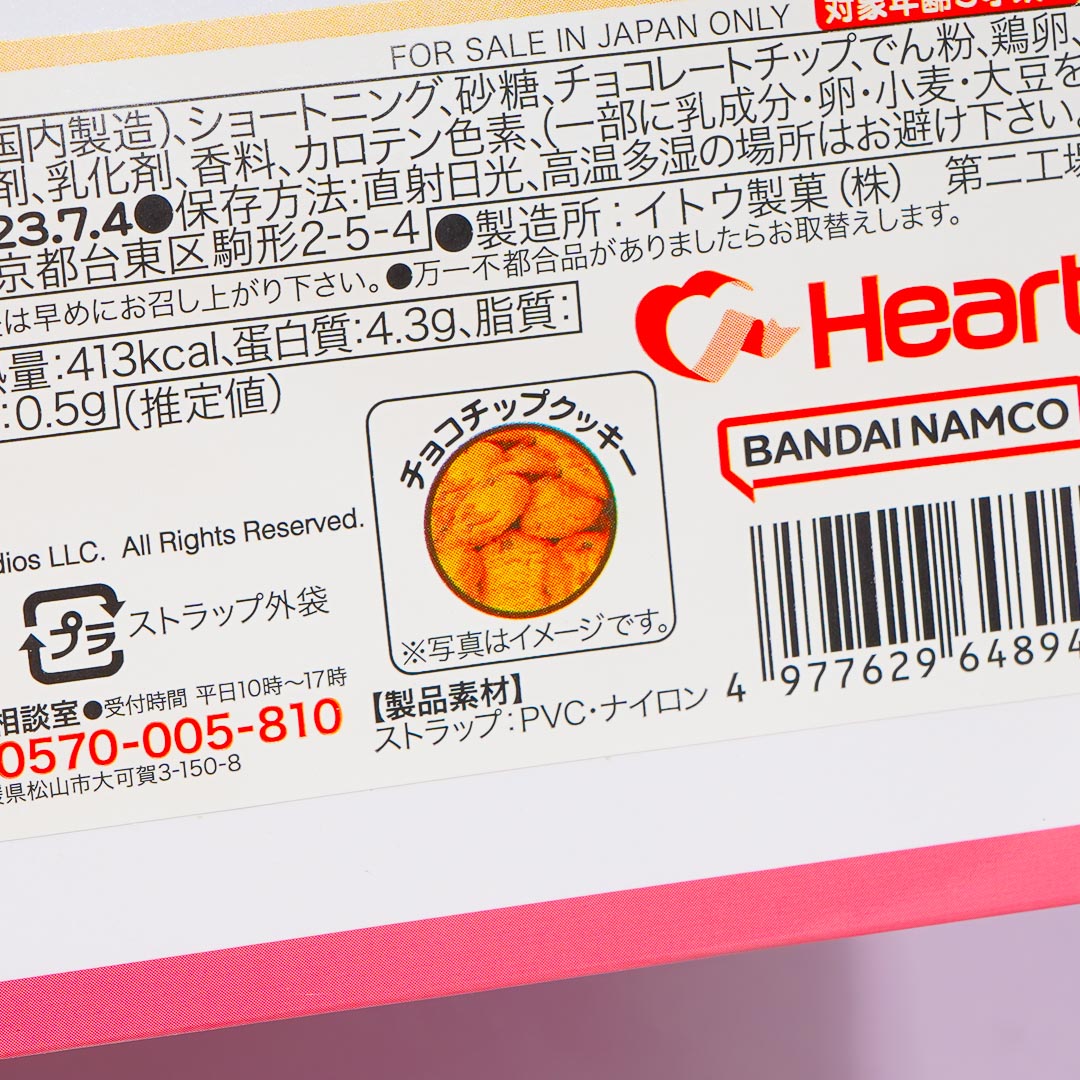 対象年齢
FOR SALE IN JAPAN ONLY
国内製造)、ショートニング、砂糖、チョコレートチップ、でん粉、鶏卵、
剤、乳化剤、香料、カロテン色素、(一部に乳成分・卵・小麦・大豆を
23.7.4●保存方法:直射日光、高温多湿の場所はお避け下さい。
京都台東区駒形2-5-4 ●製造所:イトウ製菓(株) 第二工場
は早めにお召し上がり下さい。●万一不都合品がありましたらお取替えします。
量:413kcal、蛋白質:4.3g、脂質:
:0.5g (推定値)
Heart
BANDAI NAMCO
チョコチップクッキー
※写真はイメージです。
dios LLC. All Rights Reserved.
プラ ストラップ外袋
相談室●受付時間 平日10時〜17時
0570-005-810
県松山市大可賀3-150-8
【製品素材】
ストラップ:PVC・ナイロン
4 977629 64894